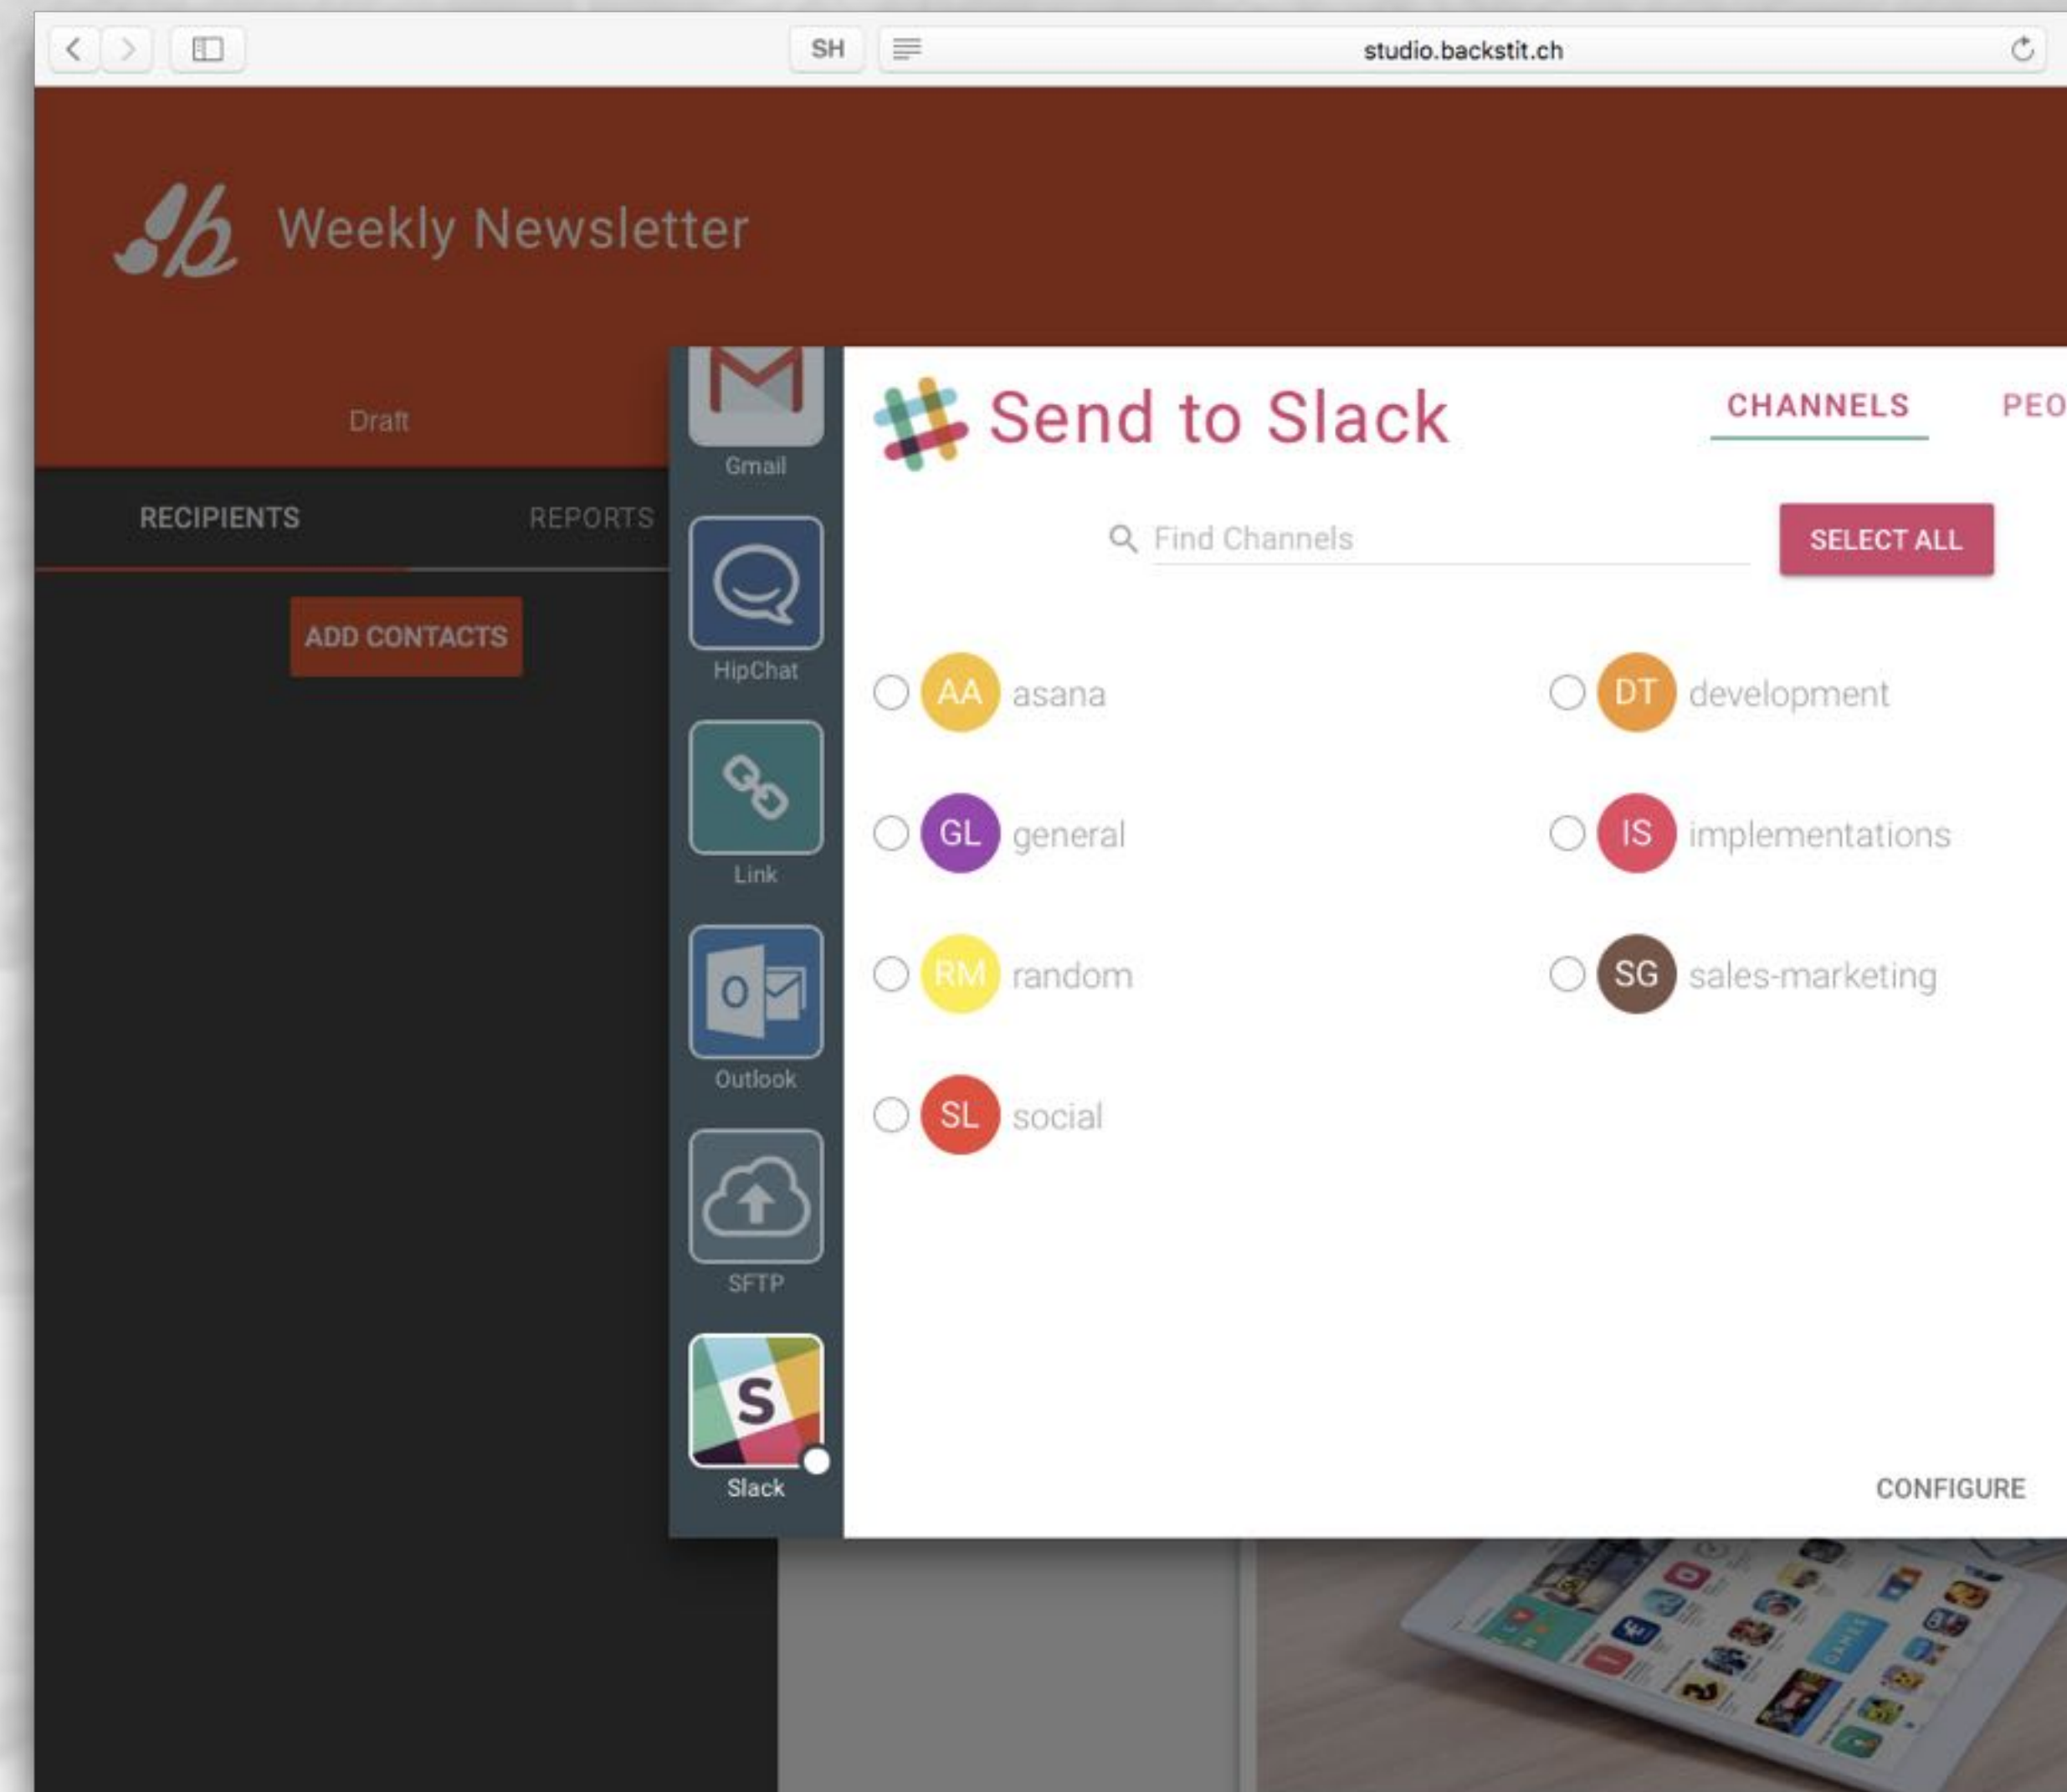 SH
studio.backstit.ch
Weekly Newsletter
Draft
RECIPIENTS
REPORTS
ADD CONTACTS
Gmail
HipChat
Link
Outlook
SFTP
S
Slack
Send to Slack
CHANNELS
PEO
Find Channels
SELECT ALL
AA asana
DT development
GL general
IS implementations
RM random
SG sales-marketing
SL social
CONFIGURE
GAMES